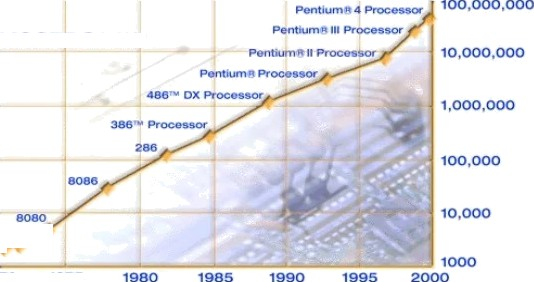 Pentium® 4 Processor
100,000,000
Pentium® III Processor
Pentium® II Processor
10,000,000
Pentium® Processor
486™ DX Processor
1,000,000
386™ Processor
286
100,000
8086
8080
10,000
1000
1980
1985
1990
1995
2000